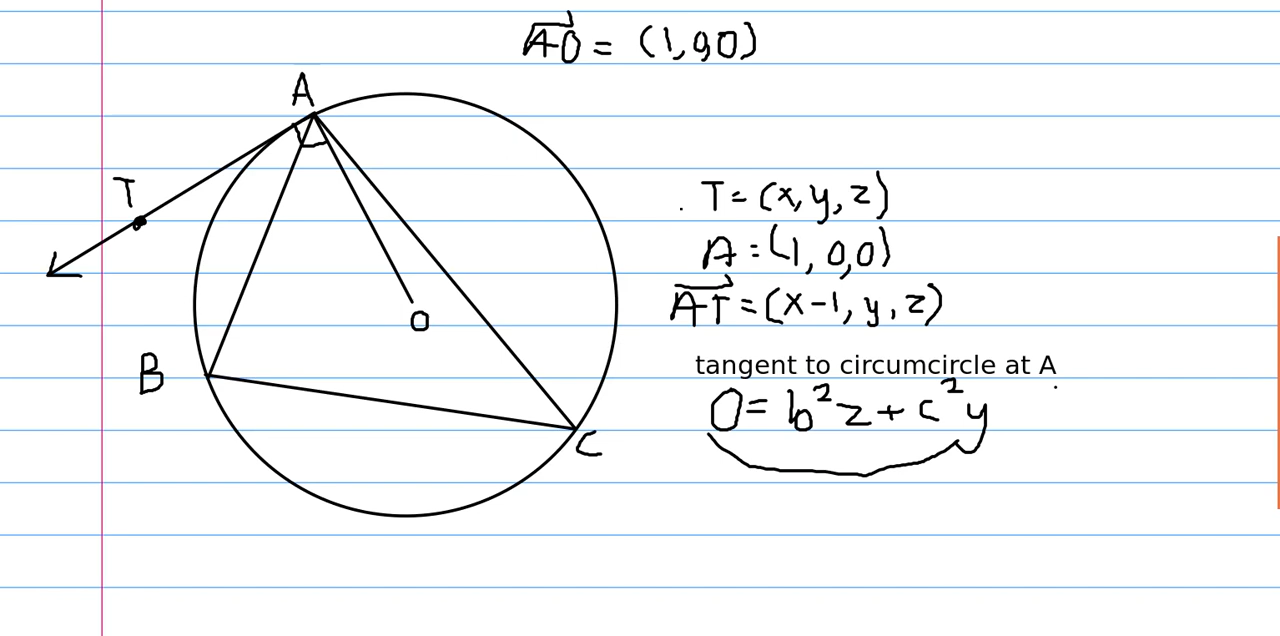 AO = (1,90)
A
T
T = (x, y, z)
A = (1, 0,0)
AT = (x-1, y, z)
O
tangent to circumcircle at A
B
0 = b²z + c²y
C